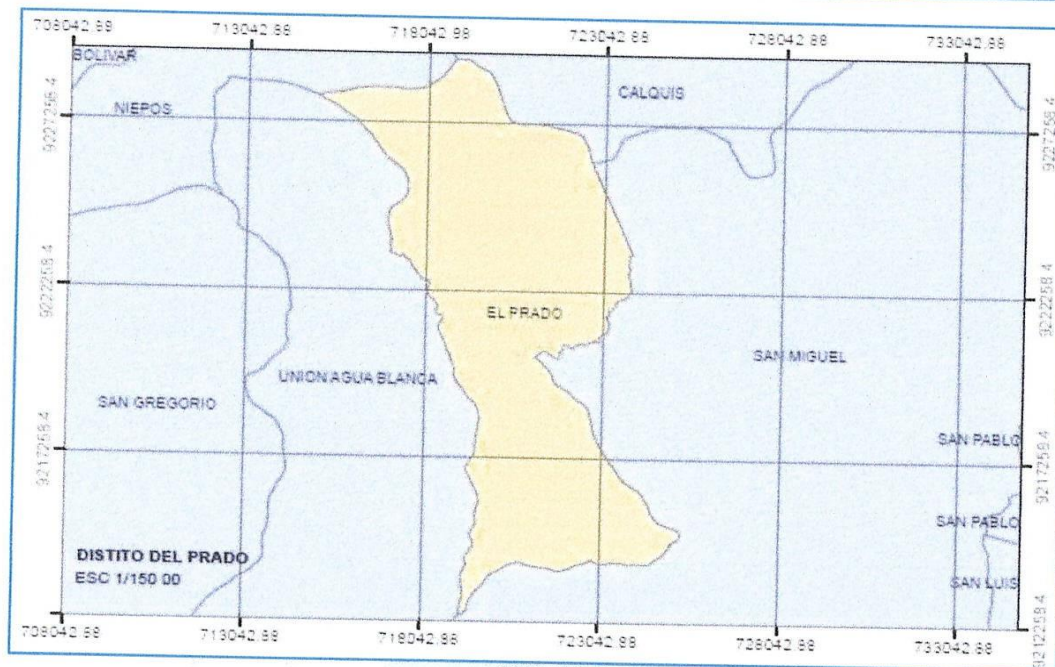 708042.88 713042.88 718042.88 723042.88 728042.88 733042.88
BOLIVAR
CALQUIS
NIEPOS
9227258.4 9227258.4
9222258.4 9222258.4
EL PRADO
SAN MIGUEL
UNION AGUA BLANCA
SAN GREGORIO
SAN PABLO
9217258.4 9217258.4
SAN PABLO
DISTITO DEL PRADO
ESC 1/150 00
SAN LUIS
9212258.4
708042.88 713042.88 718042.88 723042.88 728042.88 733042.88